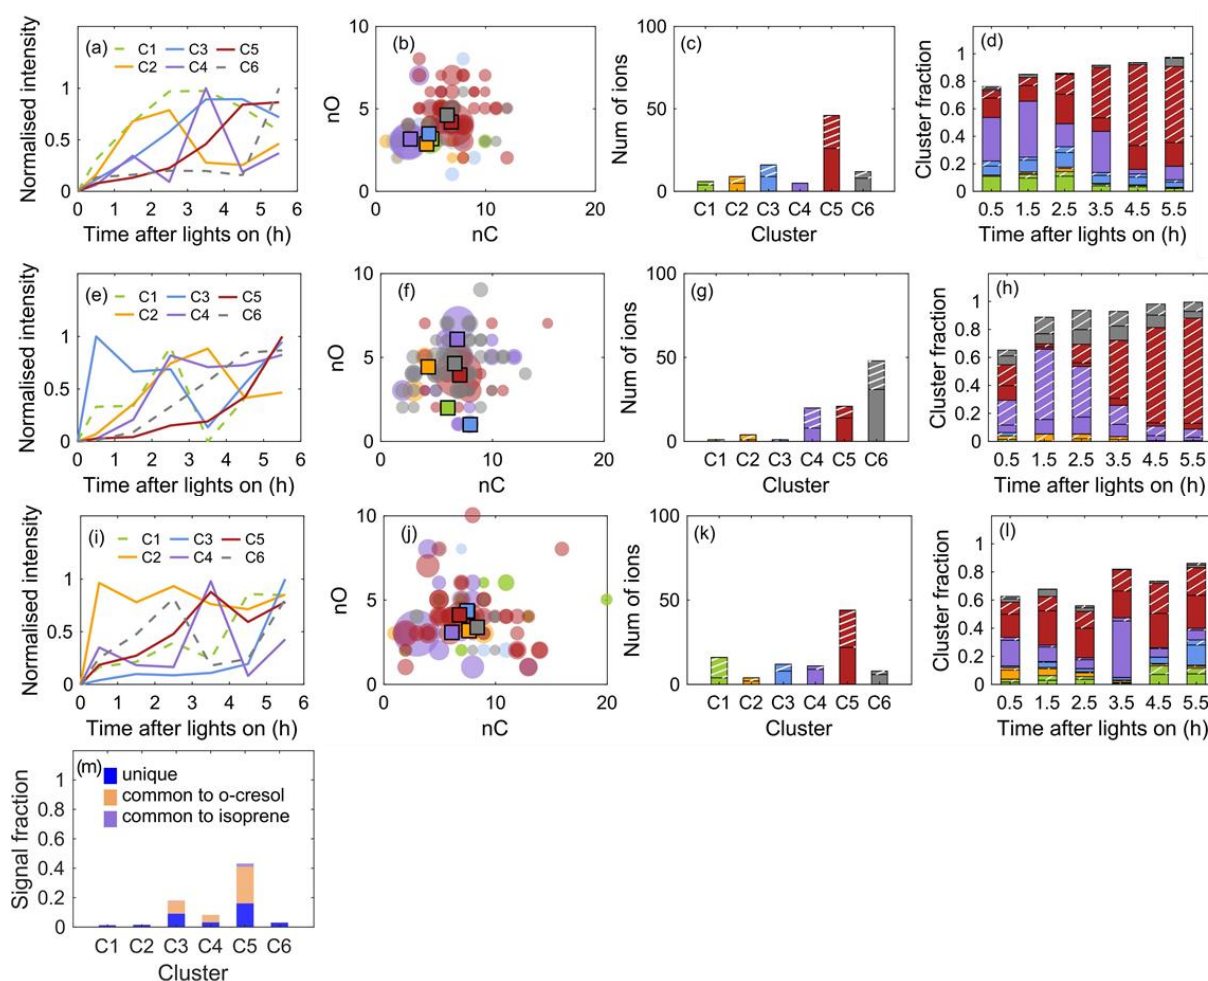 (a)
C1 C3 C5
C2 C4 C6
Normalised intensity
1
0.5
0
0 1 2 3 4 5 6
Time after lights on (h)
(b)
nO
10
5
0
0 10 20
nC
(c)
Num of ions
100
50
0
C1 C2 C3 C4 C5 C6
Cluster
(d)
Cluster fraction
1
0.8
0.6
0.4
0.2
0
0.5 1.5 2.5 3.5 4.5 5.5
Time after lights on (h)
(e)
C1 C3 C5
C2 C4 C6
Normalised intensity
1
0.5
0
0 1 2 3 4 5 6
Time after lights on (h)
(f)
nO
10
5
0
0 10 20
nC
(g)
Num of ions
100
50
0
C1 C2 C3 C4 C5 C6
Cluster
(h)
Cluster fraction
1
0.8
0.6
0.4
0.2
0
0.5 1.5 2.5 3.5 4.5 5.5
Time after lights on (h)
(i)
C1 C3 C5
C2 C4 C6
Normalised intensity
1
0.5
0
0 1 2 3 4 5 6
Time after lights on (h)
(j)
nO
10
5
0
0 10 20
nC
(k)
Num of ions
100
50
0
C1 C2 C3 C4 C5 C6
Cluster
(l)
Cluster fraction
1
0.8
0.6
0.4
0.2
0
0.5 1.5 2.5 3.5 4.5 5.5
Time after lights on (h)
(m)
unique
common to o-cresol
common to isoprene
Signal fraction
1
0.8
0.6
0.4
0.2
0
C1 C2 C3 C4 C5 C6
Cluster